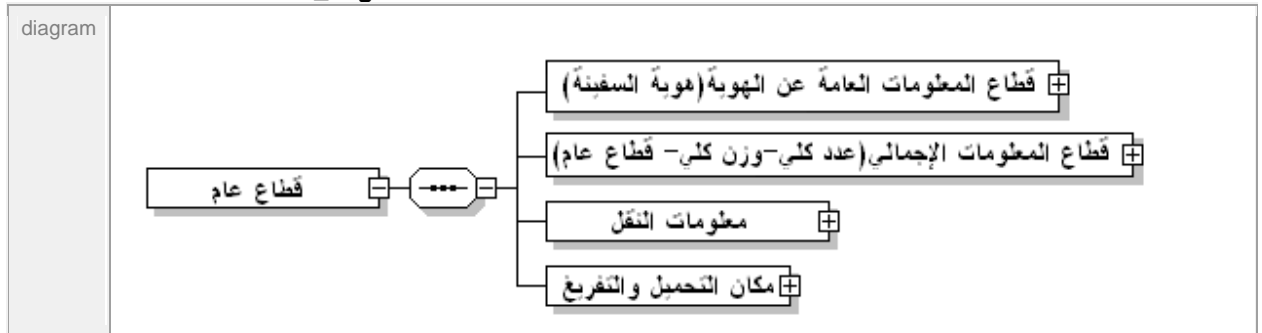 diagram
قطاع المعلومات العامة عن الهوية(هوية السفينة)
قطاع المعلومات الإجمالي(عدد كلي-وزن كلي- قطاع عام)
قطاع عام
معلومات النقل
مكان التحميل والتفريغ